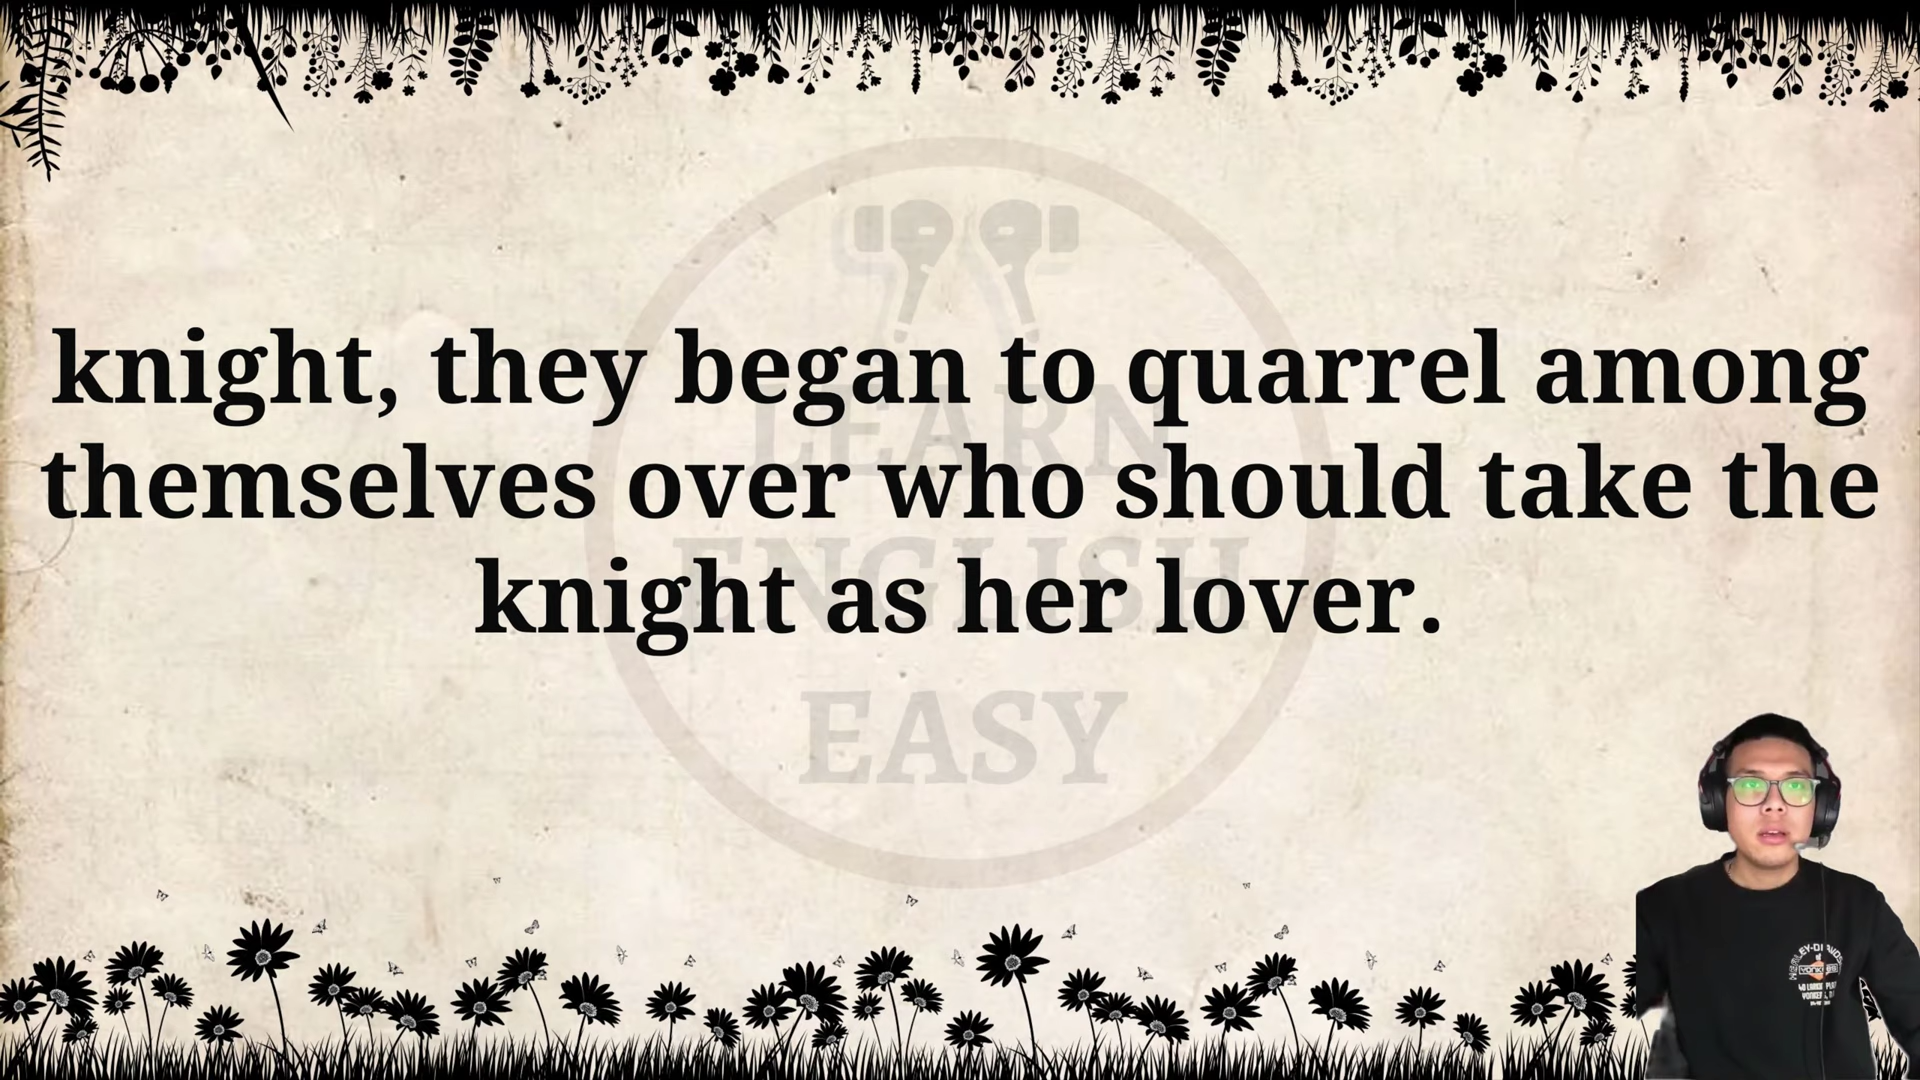 knight, they began to quarrel among
themselves over who should take the
knight as her lover.
LEARN
ENGLISH
EASY